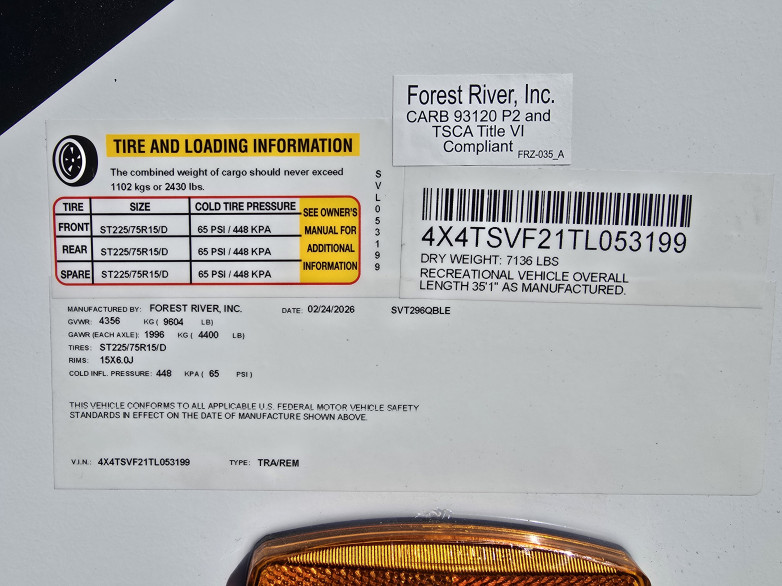 Forest River, Inc.
CARB 93120 P2 and
TSCA Title VI
Compliant
FRZ-035_A
TIRE AND LOADING INFORMATION
The combined weight of cargo should never exceed
1102 kgs or 2430 lbs.
SVL053199
TIRE SIZE COLD TIRE PRESSURE SEE OWNER'S
FRONT ST225/75R15/D 65 PSI / 448 KPA MANUAL FOR
REAR ST225/75R15/D 65 PSI / 448 KPA ADDITIONAL
SPARE ST225/75R15/D 65 PSI / 448 KPA INFORMATION
4X4TSVF21TL053199
DRY WEIGHT: 7136 LBS
RECREATIONAL VEHICLE OVERALL
LENGTH 35'1" AS MANUFACTURED.
MANUFACTURED BY: FOREST RIVER, INC. DATE: 02/24/2026 SVT296QBLE
GVWR: 4356 KG ( 9604 LB)
GAWR (EACH AXLE): 1996 KG ( 4400 LB)
TIRES: ST225/75R15/D
RIMS: 15X6.0J
COLD INFL. PRESSURE: 448 KPA ( 65 PSI )
THIS VEHICLE CONFORMS TO ALL APPLICABLE U.S. FEDERAL MOTOR VEHICLE SAFETY
STANDARDS IN EFFECT ON THE DATE OF MANUFACTURE SHOWN ABOVE.
V.I.N.: 4X4TSVF21TL053199 TYPE: TRA/REM